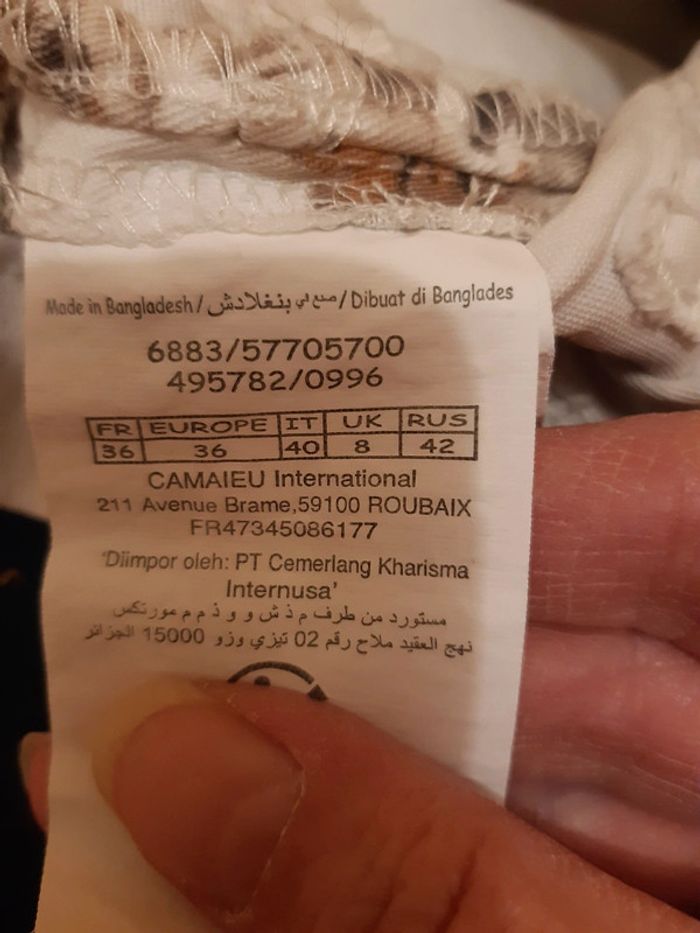 Made in Bangladesh / صنع في بنغلادش / Dibuat di Banglades
6883/57705700
495782/0996
FR EUROPE IT UK RUS
36 36 40 8 42
CAMAIEU International
211 Avenue Brame,59100 ROUBAIX
FR47345086177
'Diimpor oleh: PT Cemerlang Kharisma
Internusa'
مستورد من طرف م ذ ش و و ذ م م مورتكس
نهج العقيد ملاح رقم 02 تيزي وزو 15000 الجزائر